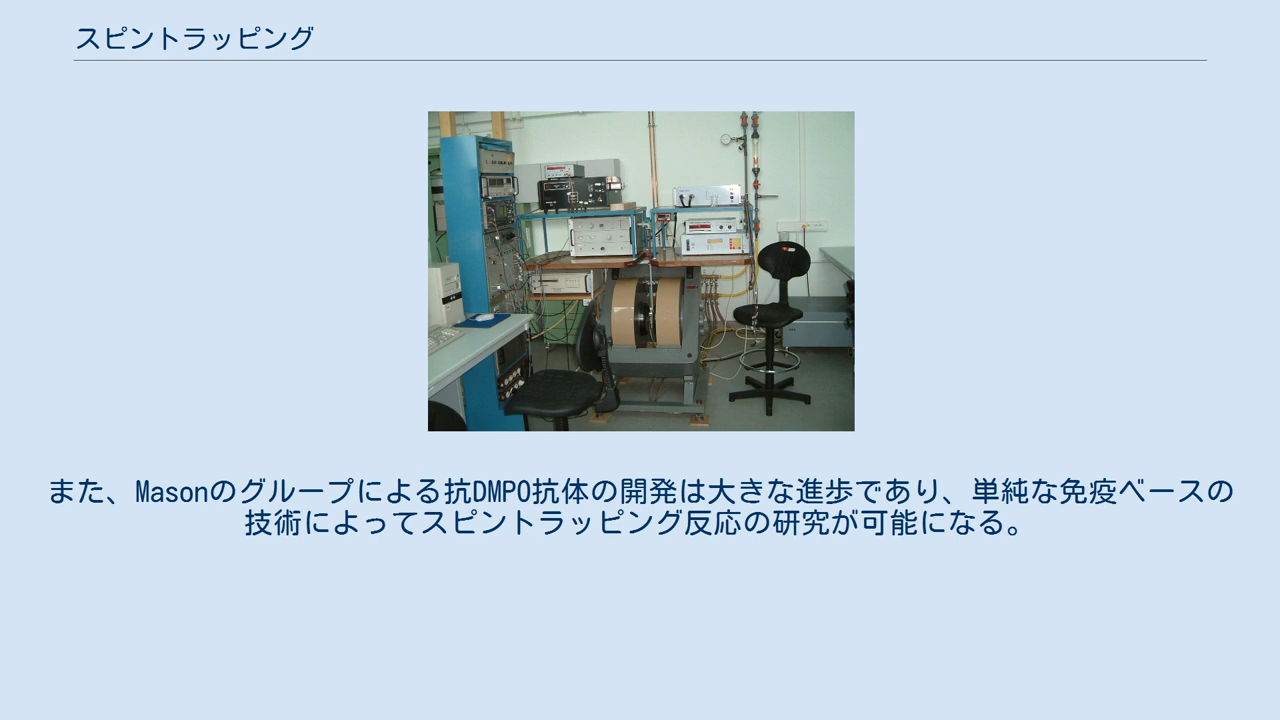 スピントラッピング
また、Masonのグループによる抗DMPO抗体の開発は大きな進歩であり、単純な免疫ベースの
技術によってスピントラッピング反応の研究が可能になる。